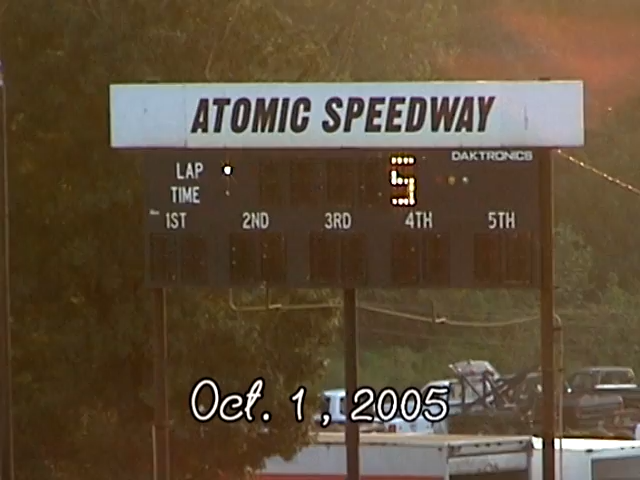 ATOMIC SPEEDWAY
DAKTRONICS
LAP 5
TIME
1ST 2ND 3RD 4TH 5TH
Oct. 1, 2005